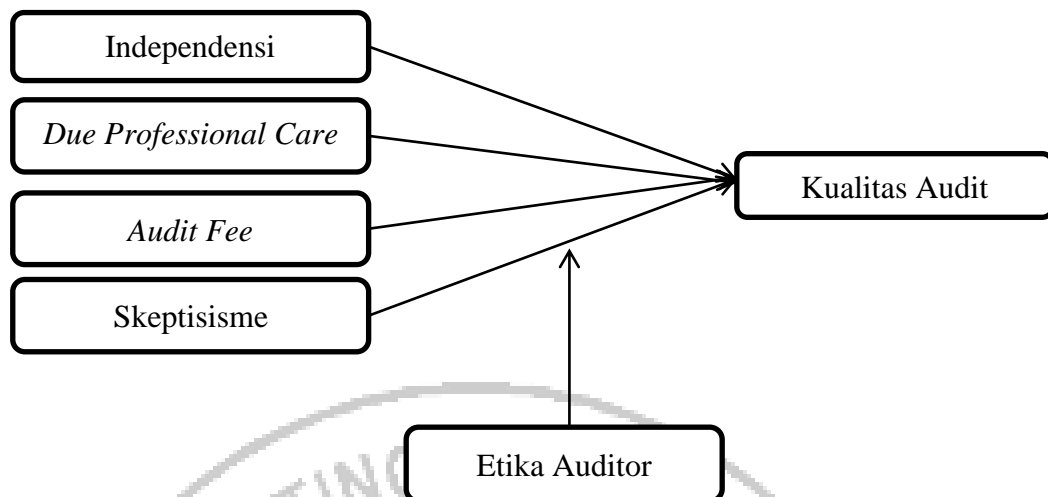 Independensi
Due Professional Care
Audit Fee
Skeptisisme
Kualitas Audit
Etika Auditor